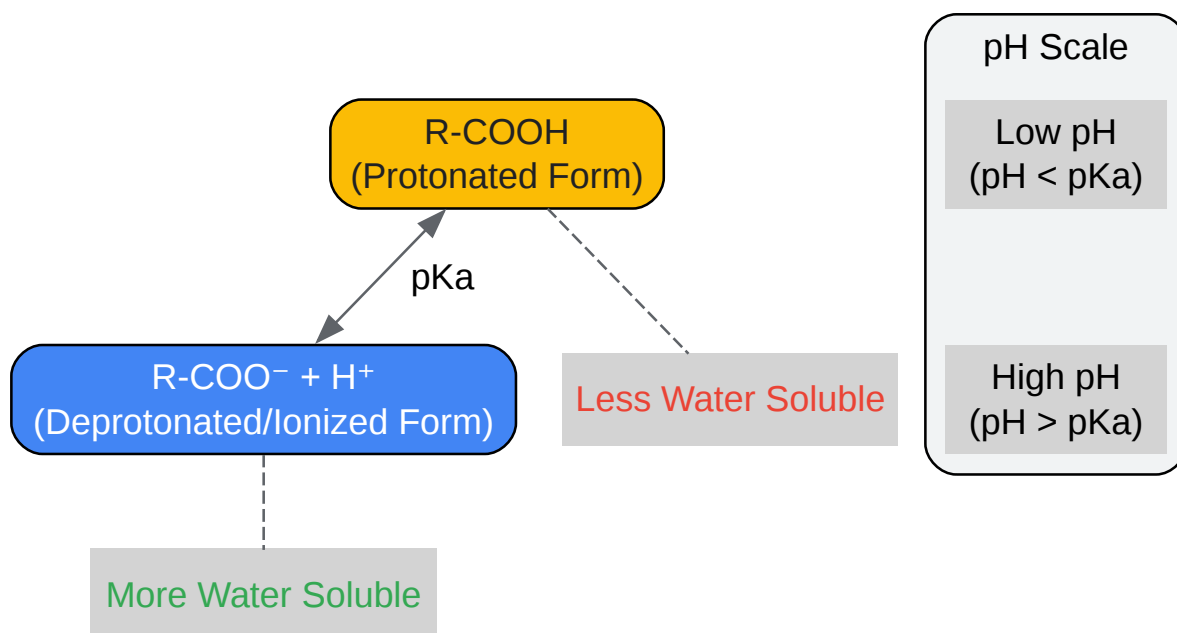 pH Scale
R-COOH
(Protonated Form)
Low pH
(pH < pKa)
pKa
R-COO⁻ + H⁺
(Deprotonated/Ionized Form)
Less Water Soluble
High pH
(pH > pKa)
More Water Soluble